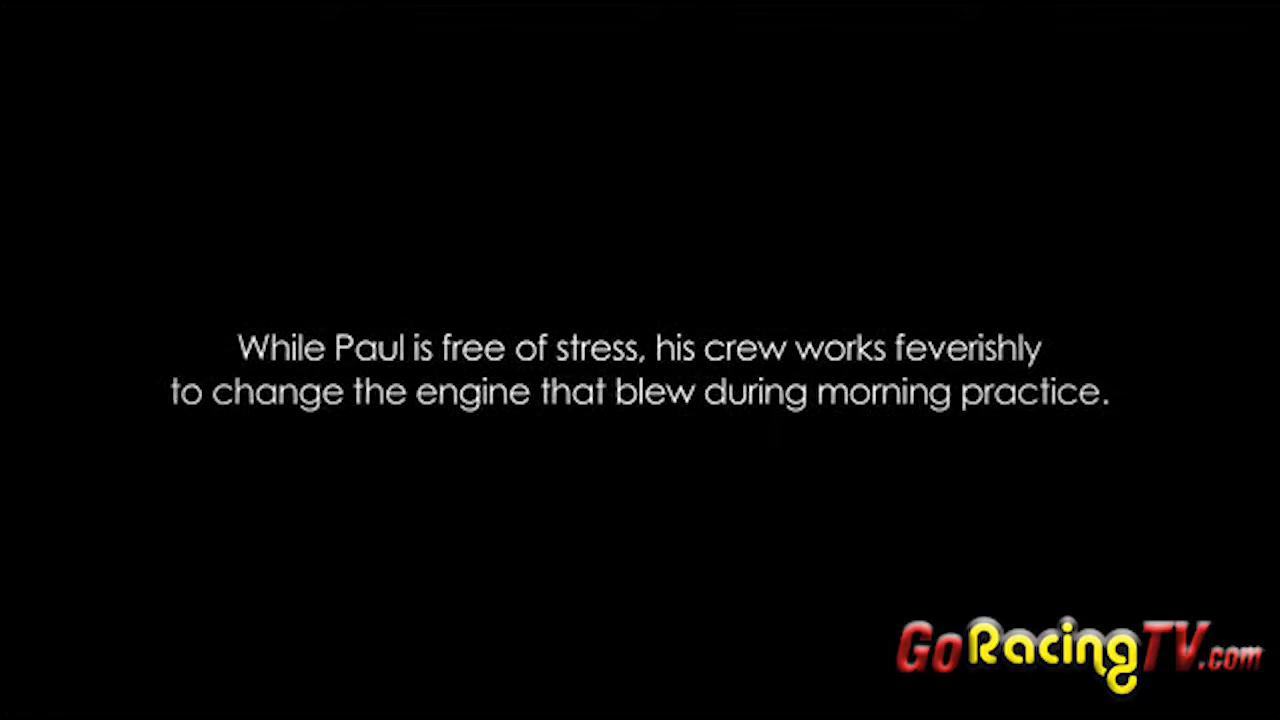 While Paul is free of stress, his crew works feverishly
to change the engine that blew during morning practice.
GoRacingTV.com